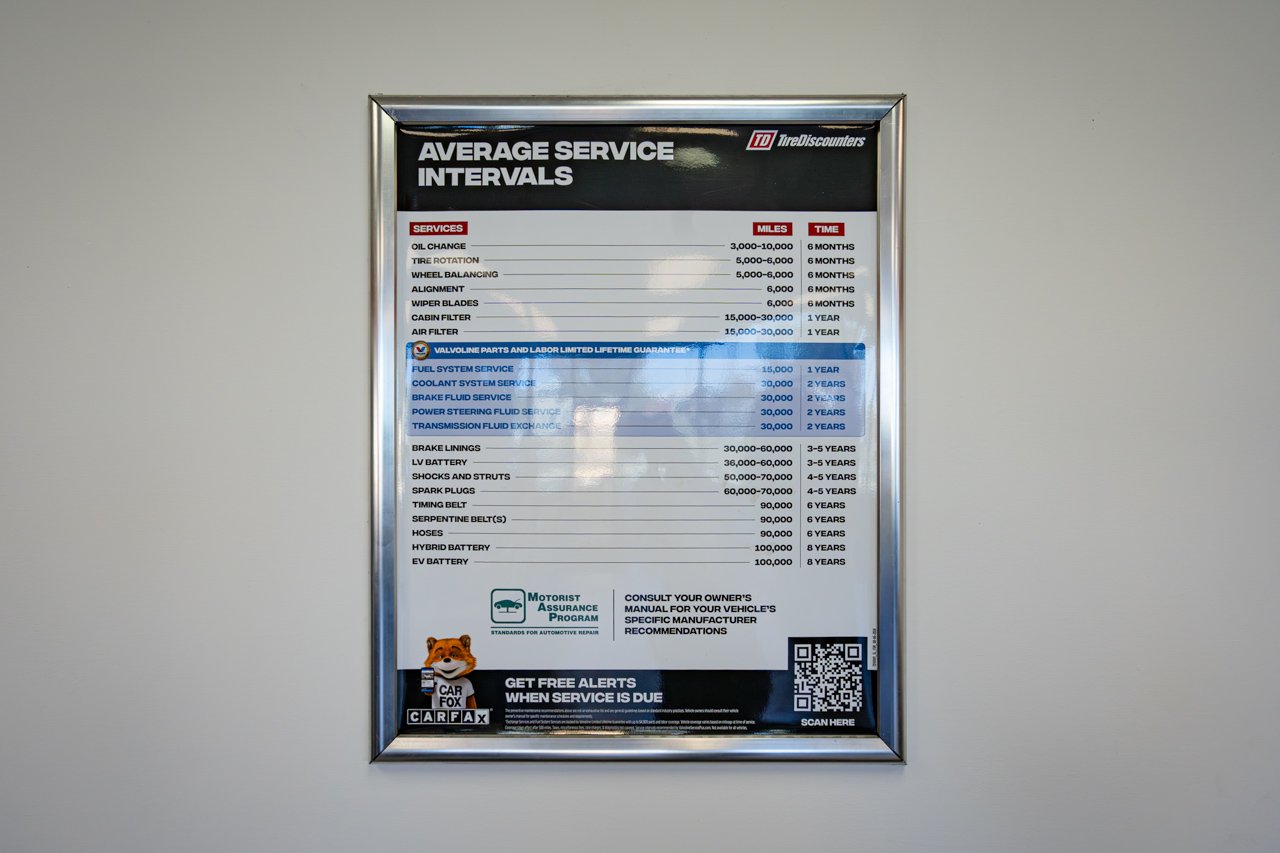 AVERAGE SERVICE
INTERVALS
TD TireDiscounters
SERVICES MILES TIME
OIL CHANGE 3,000-10,000 6 MONTHS
TIRE ROTATION 5,000-6,000 6 MONTHS
WHEEL BALANCING 5,000-6,000 6 MONTHS
ALIGNMENT 6,000 6 MONTHS
WIPER BLADES 6,000 6 MONTHS
CABIN FILTER 15,000-30,000 1 YEAR
AIR FILTER 15,000-30,000 1 YEAR
VALVOLINE PARTS AND LABOR LIMITED LIFETIME GUARANTEE*
FUEL SYSTEM SERVICE 15,000 1 YEAR
COOLANT SYSTEM SERVICE 30,000 2 YEARS
BRAKE FLUID SERVICE 30,000 2 YEARS
POWER STEERING FLUID SERVICE 30,000 2 YEARS
TRANSMISSION FLUID EXCHANGE 30,000 2 YEARS
BRAKE LININGS 30,000-60,000 3-5 YEARS
LV BATTERY 36,000-60,000 3-5 YEARS
SHOCKS AND STRUTS 50,000-70,000 4-5 YEARS
SPARK PLUGS 60,000-70,000 4-5 YEARS
TIMING BELT 90,000 6 YEARS
SERPENTINE BELT(S) 90,000 6 YEARS
HOSES 90,000 6 YEARS
HYBRID BATTERY 100,000 8 YEARS
EV BATTERY 100,000 8 YEARS
MOTORIST
ASSURANCE
PROGRAM
STANDARDS FOR AUTOMOTIVE REPAIR
CONSULT YOUR OWNER'S
MANUAL FOR YOUR VEHICLE'S
SPECIFIC MANUFACTURER
RECOMMENDATIONS
CAR
FOX
CARFAX
GET FREE ALERTS
WHEN SERVICE IS DUE
SCAN HERE